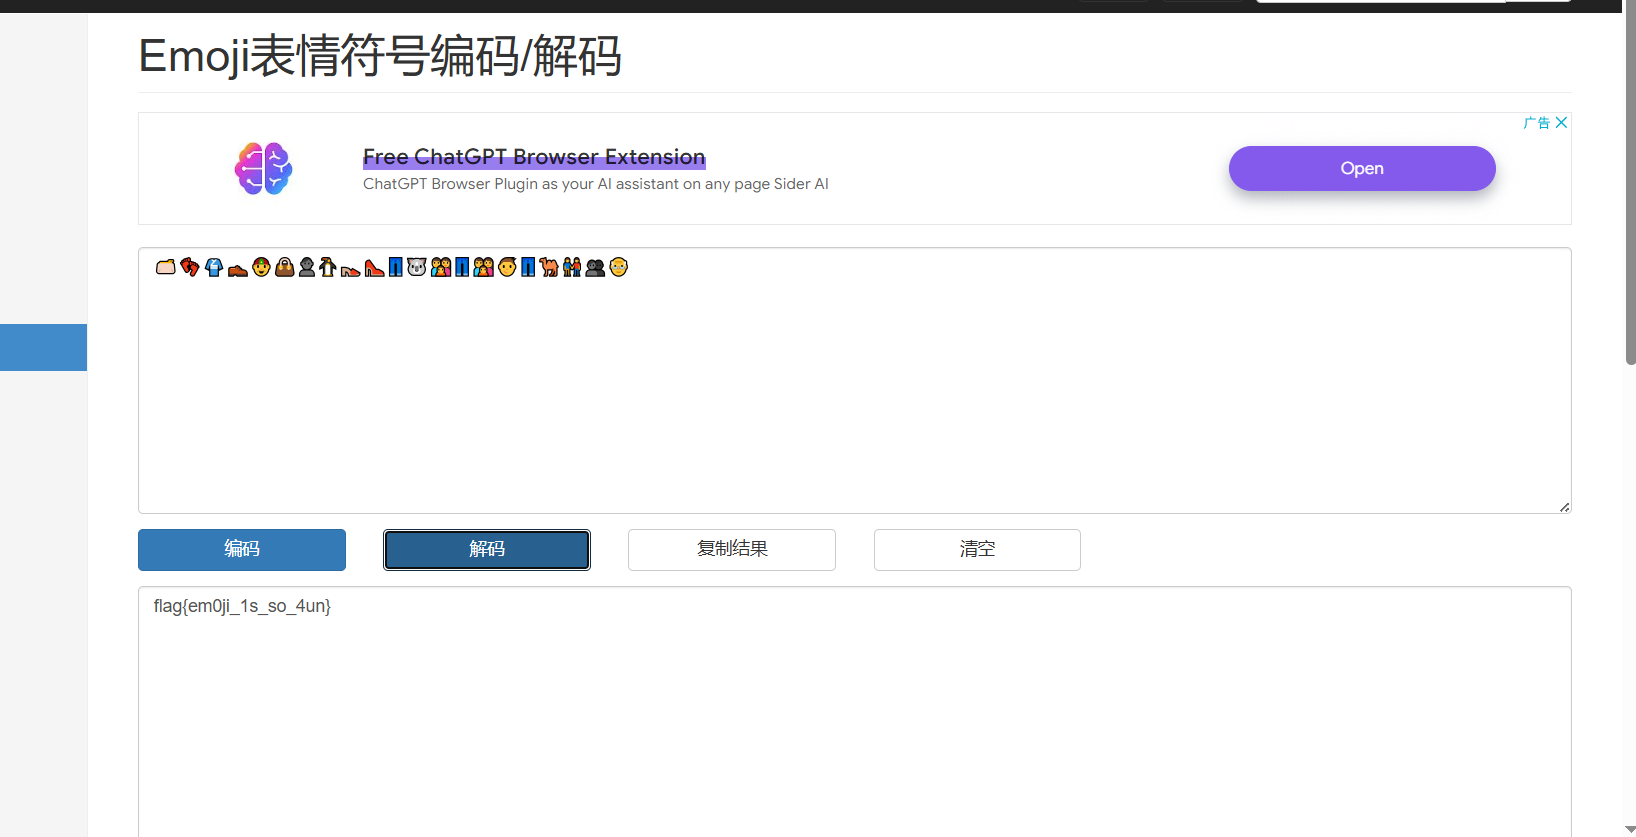 Emoji表情符号编码/解码
广告
Free ChatGPT Browser Extension
ChatGPT Browser Plugin as your AI assistant on any page Sider AI
Open
编码
解码
复制结果
清空
flag{em0ji_1s_so_4un}